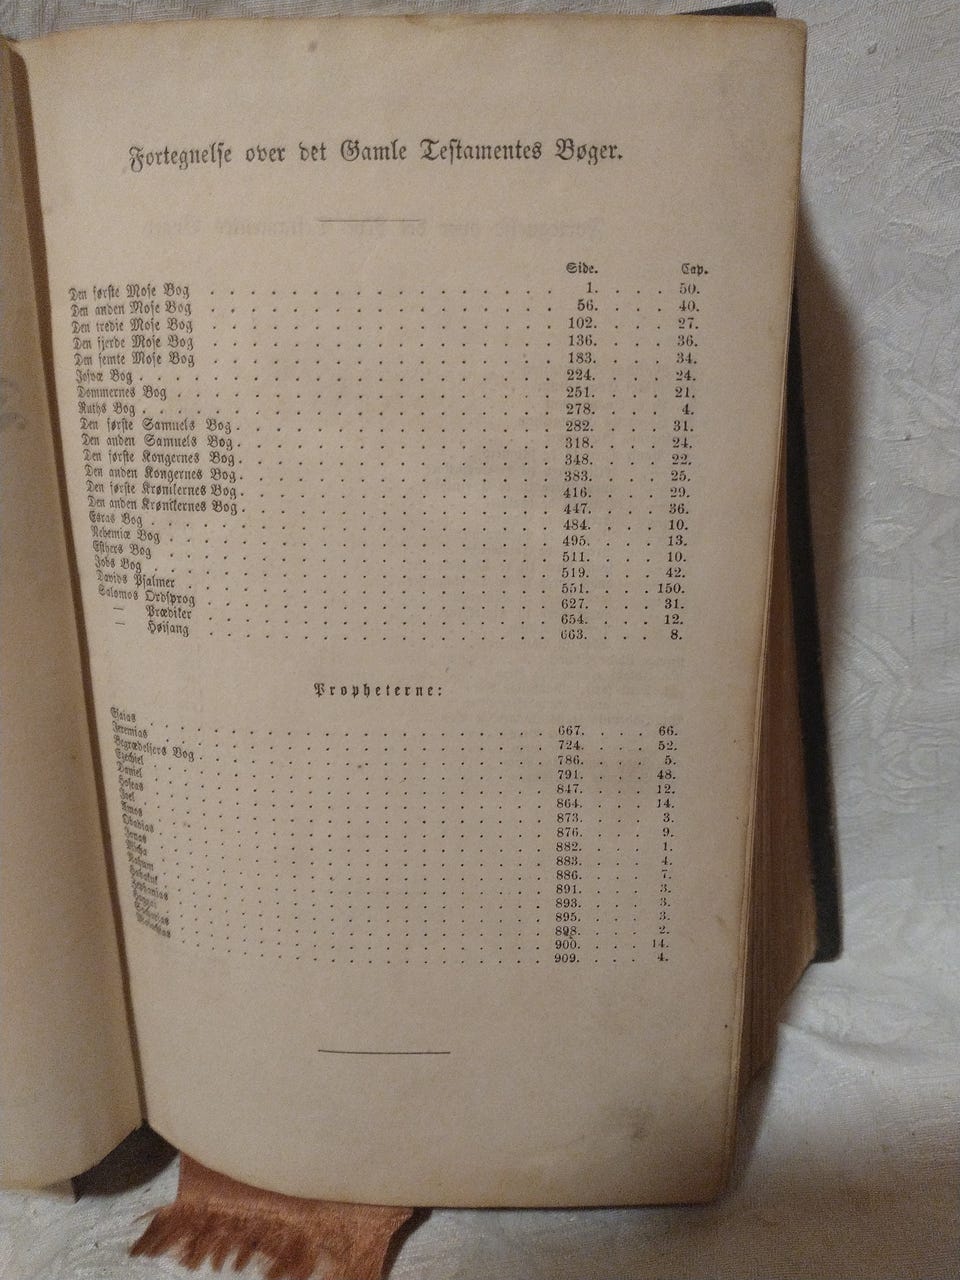 Fortegnelse over det Gamle Testamentes Bøger.
Side. Cap.
Den første Mose Bog . . . 1. . . . 50.
Den anden Mose Bog . . . 56. . . . 40.
Den tredie Mose Bog . . . 102. . . . 27.
Den fjerde Mose Bog . . . 136. . . . 36.
Den femte Mose Bog . . . 183. . . . 34.
Josvæ Bog . . . 224. . . . 24.
Dommernes Bog . . . 251. . . . 21.
Ruths Bog . . . 278. . . . 4.
Den første Samuels Bog . . . 282. . . . 31.
Den anden Samuels Bog . . . 318. . . . 24.
Den første Kongernes Bog . . . 348. . . . 22.
Den anden Kongernes Bog . . . 383. . . . 25.
Den første Krønikernes Bog . . . 416. . . . 29.
Den anden Krønikernes Bog . . . 447. . . . 36.
Esras Bog . . . 484. . . . 10.
Nehemiæ Bog . . . 495. . . . 13.
Esthers Bog . . . 511. . . . 10.
Jobs Bog . . . 519. . . . 42.
Davids Psalmer . . . 551. . . . 150.
Salomos Ordsprog . . . 627. . . . 31.
— Prædiker . . . 654. . . . 12.
— Høisang . . . 663. . . . 8.
Propheterne:
Esaias . . . 667. . . . 66.
Jeremias . . . 724. . . . 52.
Begrædelsers Bog . . . 786. . . . 5.
Ezechiel . . . 791. . . . 48.
Daniel . . . 847. . . . 12.
Hoseas . . . 864. . . . 14.
Joel . . . 873. . . . 3.
Amos . . . 876. . . . 9.
Obadias . . . 882. . . . 1.
Jonas . . . 883. . . . 4.
Micha . . . 886. . . . 7.
Nahum . . . 891. . . . 3.
Habakuk . . . 893. . . . 3.
Zephanias . . . 895. . . . 3.
Haggai . . . 898. . . . 2.
Zacharias . . . 900. . . . 14.
Malachias . . . 909. . . . 4.